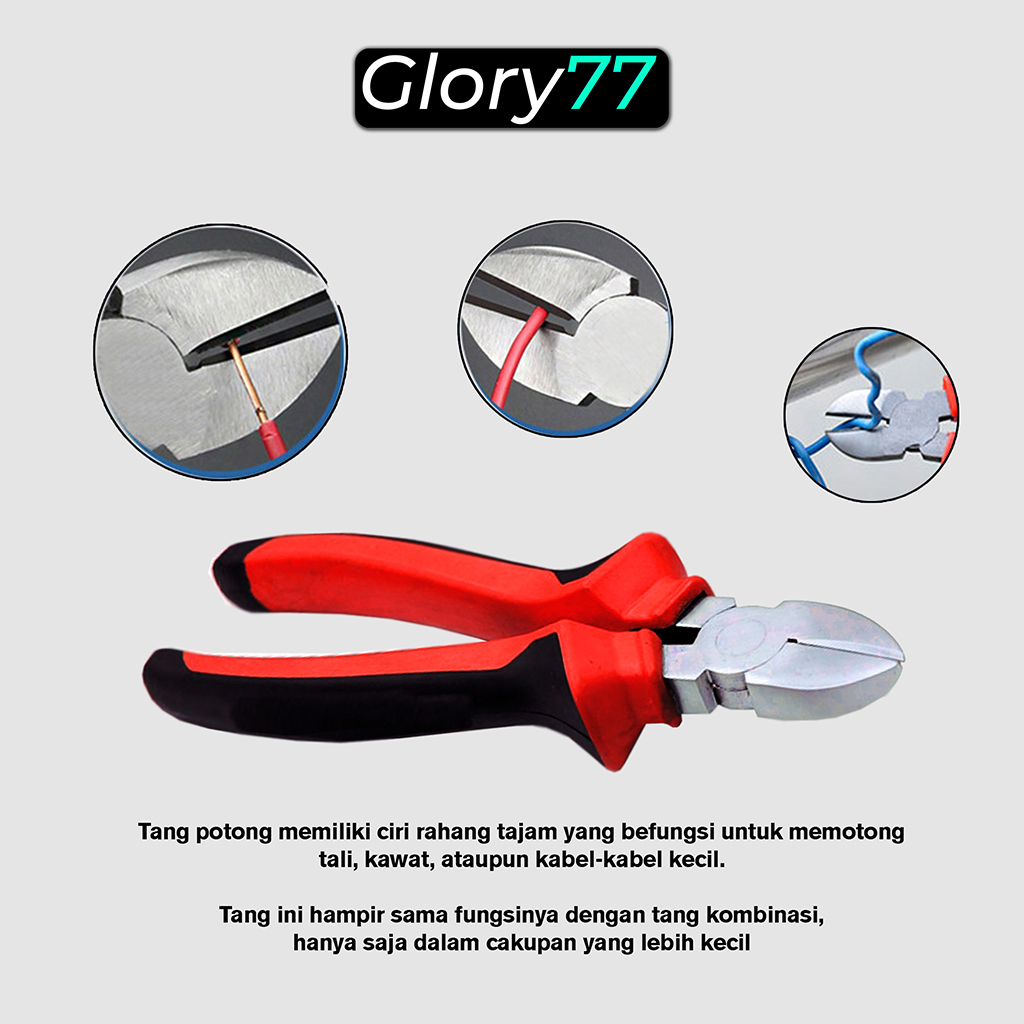 Glory77
Tang potong memiliki ciri rahang tajam yang befungsi untuk memotong
tali, kawat, ataupun kabel-kabel kecil.
Tang ini hampir sama fungsinya dengan tang kombinasi,
hanya saja dalam cakupan yang lebih kecil